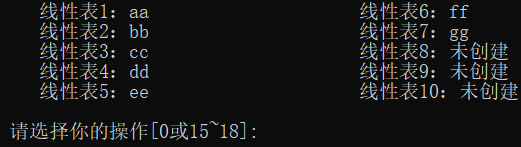 线性表1：aa 线性表6：ff
线性表2：bb 线性表7：gg
线性表3：cc 线性表8：未创建
线性表4：dd 线性表9：未创建
线性表5：ee 线性表10：未创建
请选择你的操作[0或15~18]: